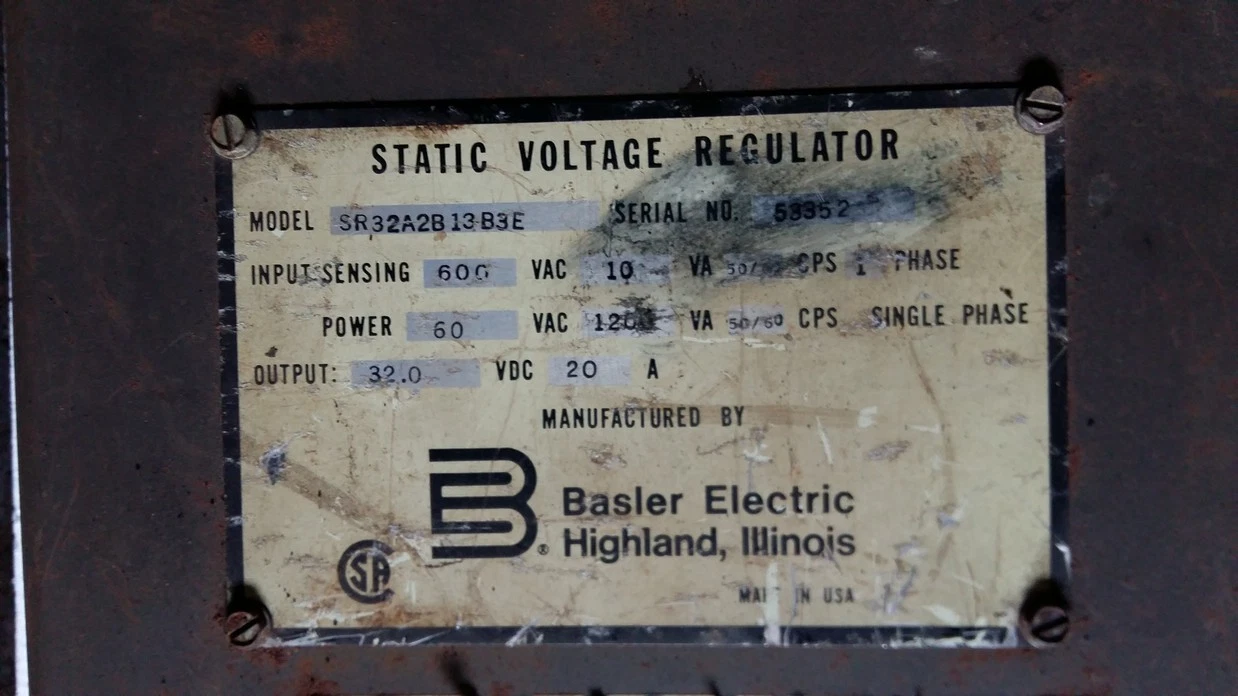 STATIC VOLTAGE REGULATOR
MODEL SR32A2B13B3E SERIAL NO. 53352
INPUT: SENSING 600 VAC 10 VA 50/ CPS 1 PHASE
POWER 60 VAC VA 50/60 CPS SINGLE PHASE
OUTPUT: 32.0 VDC 20 A
MANUFACTURED BY
B ® Basler Electric
Highland, Illinois
SA
MADE IN USA